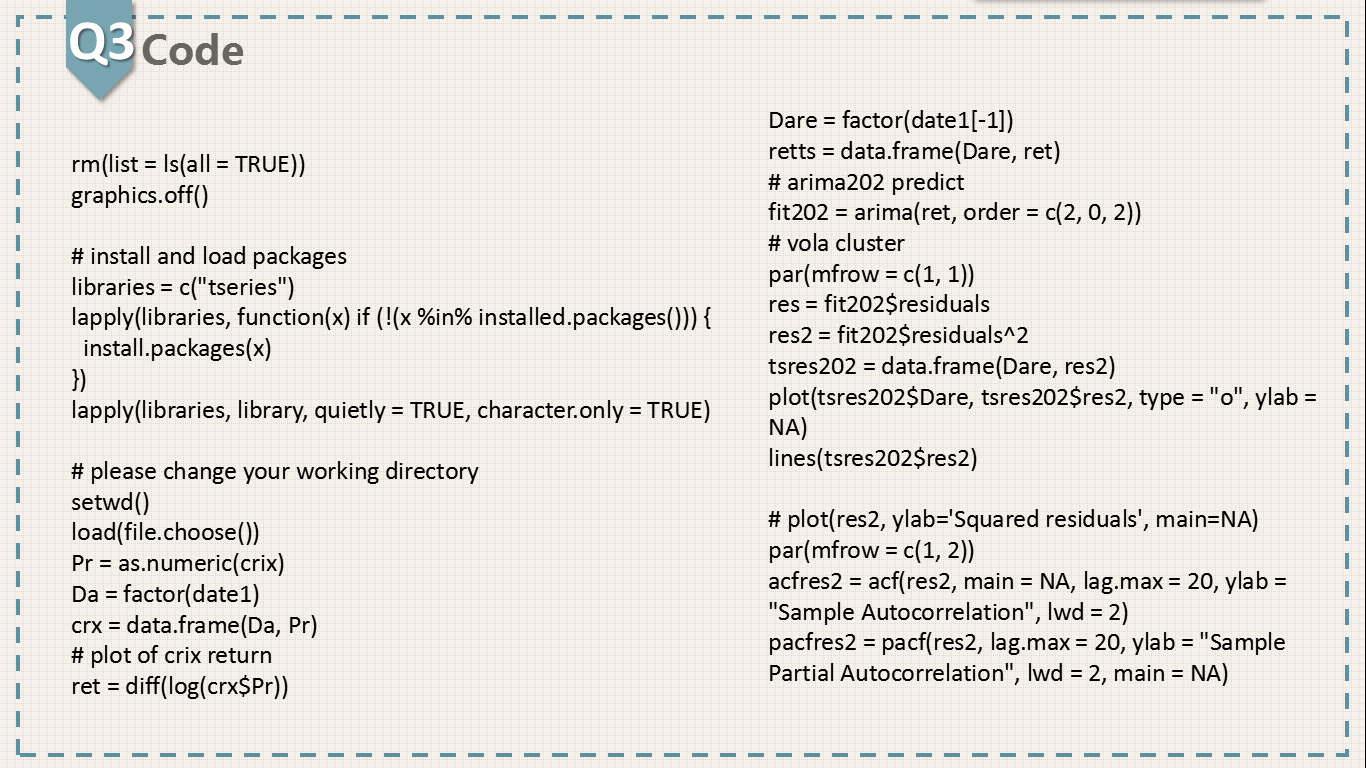 Q3 Code
rm(list = ls(all = TRUE))
graphics.off()
# install and load packages
libraries = c("tseries")
lapply(libraries, function(x) if (!(x %in% installed.packages())) {
install.packages(x)
})
lapply(libraries, library, quietly = TRUE, character.only = TRUE)
# please change your working directory
setwd()
load(file.choose())
Pr = as.numeric(crix)
Da = factor(date1)
crx = data.frame(Da, Pr)
# plot of crix return
ret = diff(log(crx$Pr))
Dare = factor(date1[-1])
retts = data.frame(Dare, ret)
# arima202 predict
fit202 = arima(ret, order = c(2, 0, 2))
# vola cluster
par(mfrow = c(1, 1))
res = fit202$residuals
res2 = fit202$residuals^2
tsres202 = data.frame(Dare, res2)
plot(tsres202$Dare, tsres202$res2, type = "o", ylab =
NA)
lines(tsres202$res2)
# plot(res2, ylab='Squared residuals', main=NA)
par(mfrow = c(1, 2))
acfres2 = acf(res2, main = NA, lag.max = 20, ylab =
"Sample Autocorrelation", lwd = 2)
pacfres2 = pacf(res2, lag.max = 20, ylab = "Sample
Partial Autocorrelation", lwd = 2, main = NA)